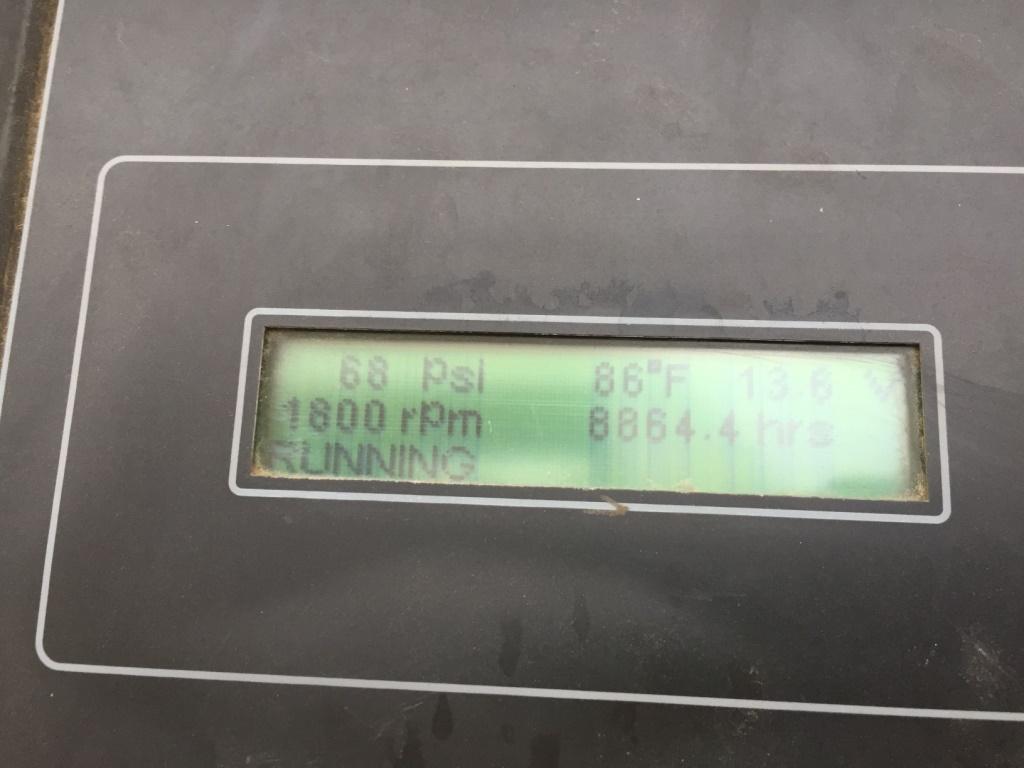 68 psi 86°F 13.6 V
1800 rpm 8864.4 hrs
RUNNING